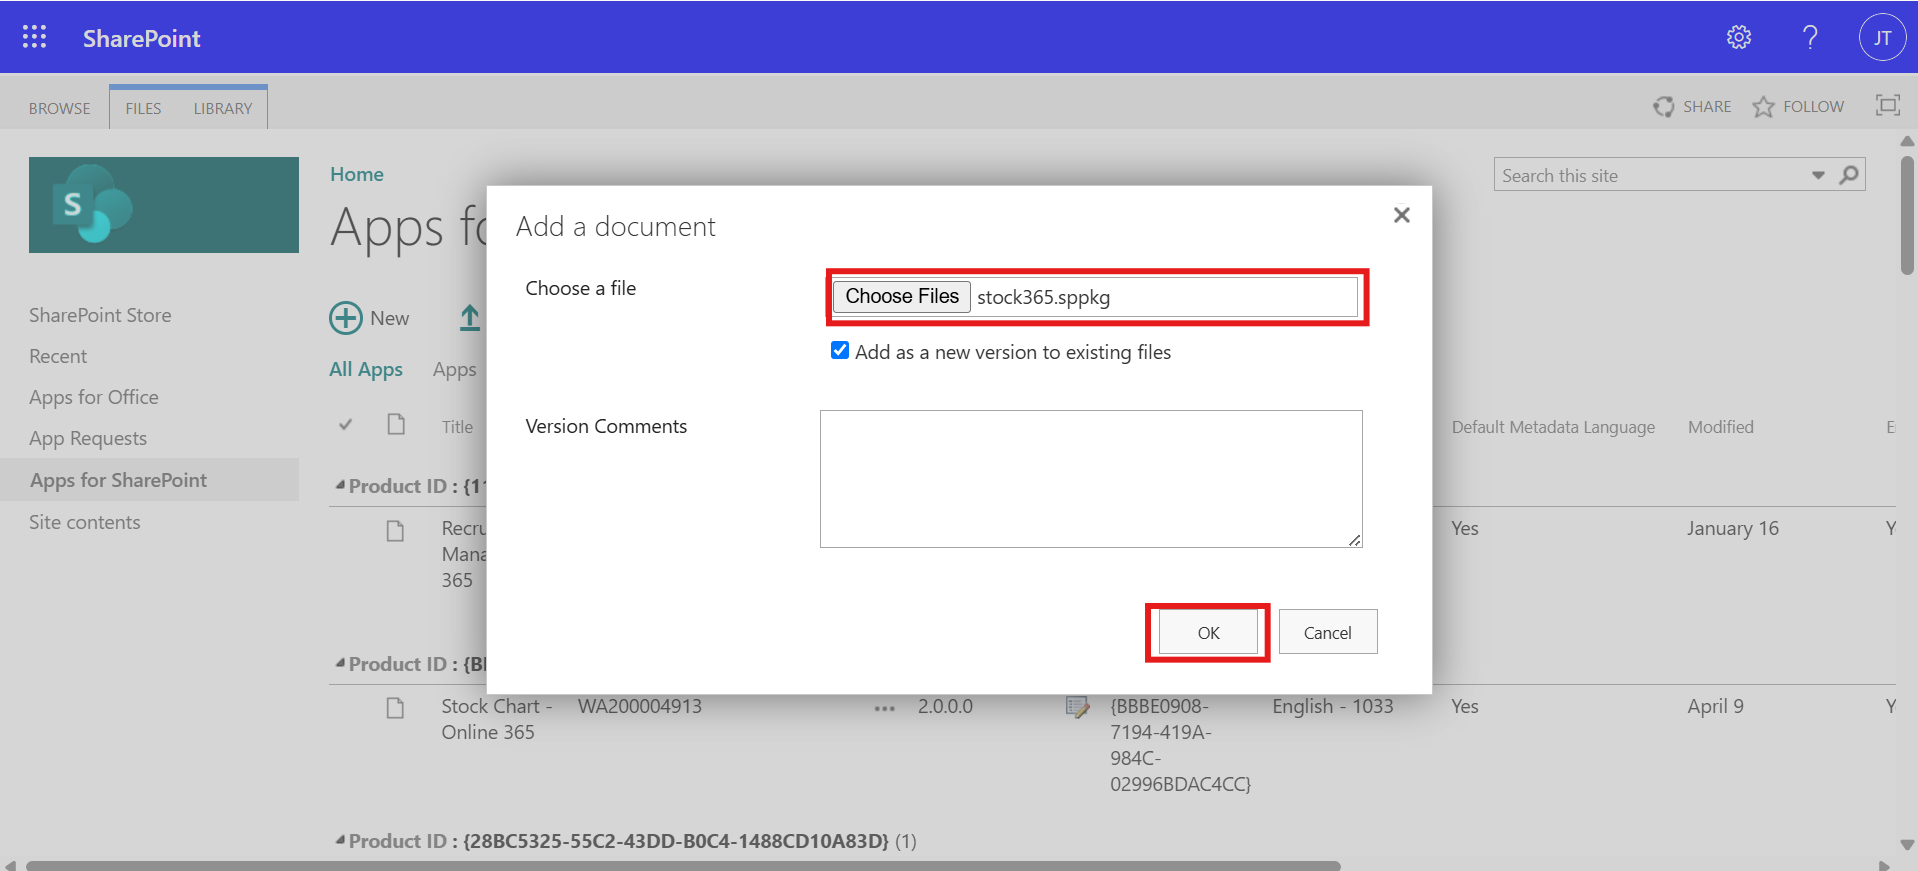 SharePoint
JT
BROWSE
FILES
LIBRARY
SHARE
FOLLOW
S
Home
Search this site
Apps
Add a document
Choose a file
Choose Files stock365.sppkg
Add as a new version to existing files
Version Comments
OK
Cancel
SharePoint Store
Recent
Apps for Office
App Requests
Apps for SharePoint
Site contents
New
All Apps
Apps
Title
Default Metadata Language
Modified
Product ID :
Yes
January 16
365
Product ID :
Stock Chart -
Online 365
WA200004913
...
2.0.0.0
{BBBE0908-
7194-419A-
984C-
02996BDAC4CC}
English - 1033
Yes
April 9
Product ID : {28BC5325-55C2-43DD-B0C4-1488CD10A83D} (1)